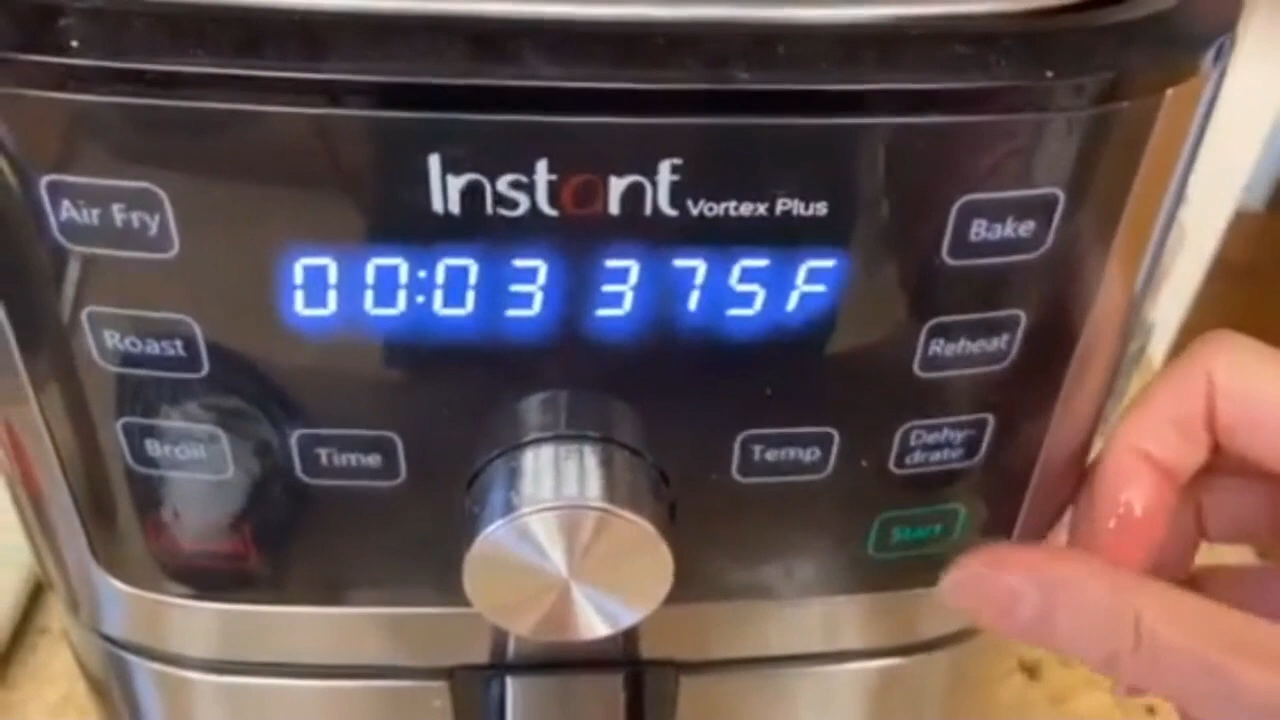 Instant Vortex Plus
Air Fry
Bake
00:03 375F
Roast
Reheat
Broil
Time
Temp
Dehy-
drate
Start